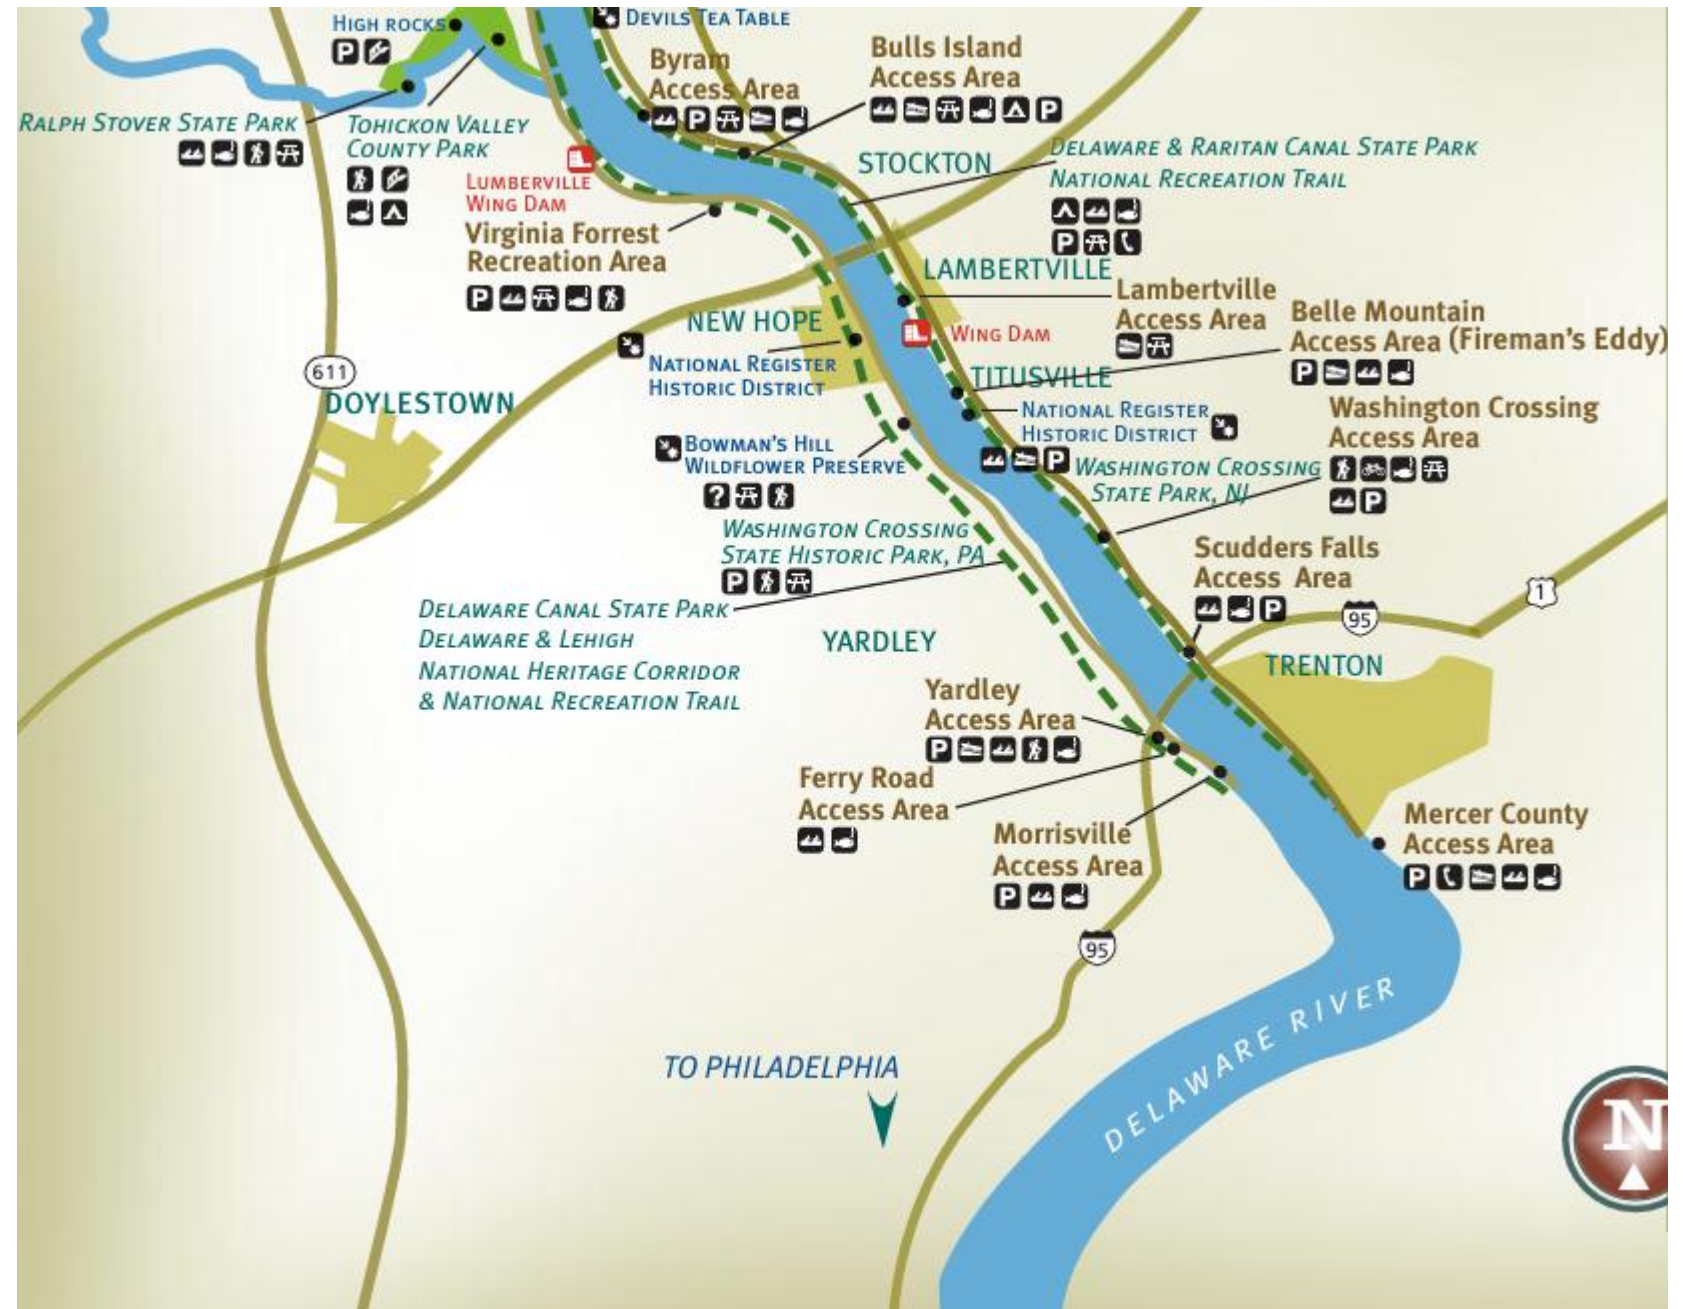 HIGH ROCKS
P
DEVILS TEA TABLE
Byram
Access Area
P
Bulls Island
Access Area
P
RALPH STOVER STATE PARK
TOHICKON VALLEY
COUNTY PARK
LUMBERVILLE
WING DAM
Virginia Forrest
Recreation Area
P
STOCKTON
DELAWARE & RARITAN CANAL STATE PARK
NATIONAL RECREATION TRAIL
P
LAMBERTVILLE
Lambertville
Access Area
WING DAM
Belle Mountain
Access Area (Fireman's Eddy)
P
NEW HOPE
NATIONAL REGISTER
HISTORIC DISTRICT
611
DOYLESTOWN
TITUSVILLE
NATIONAL REGISTER
HISTORIC DISTRICT
P
Washington Crossing
Access Area
P
BOWMAN'S HILL
WILDFLOWER PRESERVE
?
WASHINGTON CROSSING
STATE PARK, NJ
WASHINGTON CROSSING
STATE HISTORIC PARK, PA
P
Scudders Falls
Access Area
P
1
95
DELAWARE CANAL STATE PARK
DELAWARE & LEHIGH
NATIONAL HERITAGE CORRIDOR
& NATIONAL RECREATION TRAIL
YARDLEY
TRENTON
Yardley
Access Area
P
Ferry Road
Access Area
Morrisville
Access Area
P
Mercer County
Access Area
P
95
DELAWARE RIVER
TO PHILADELPHIA
N